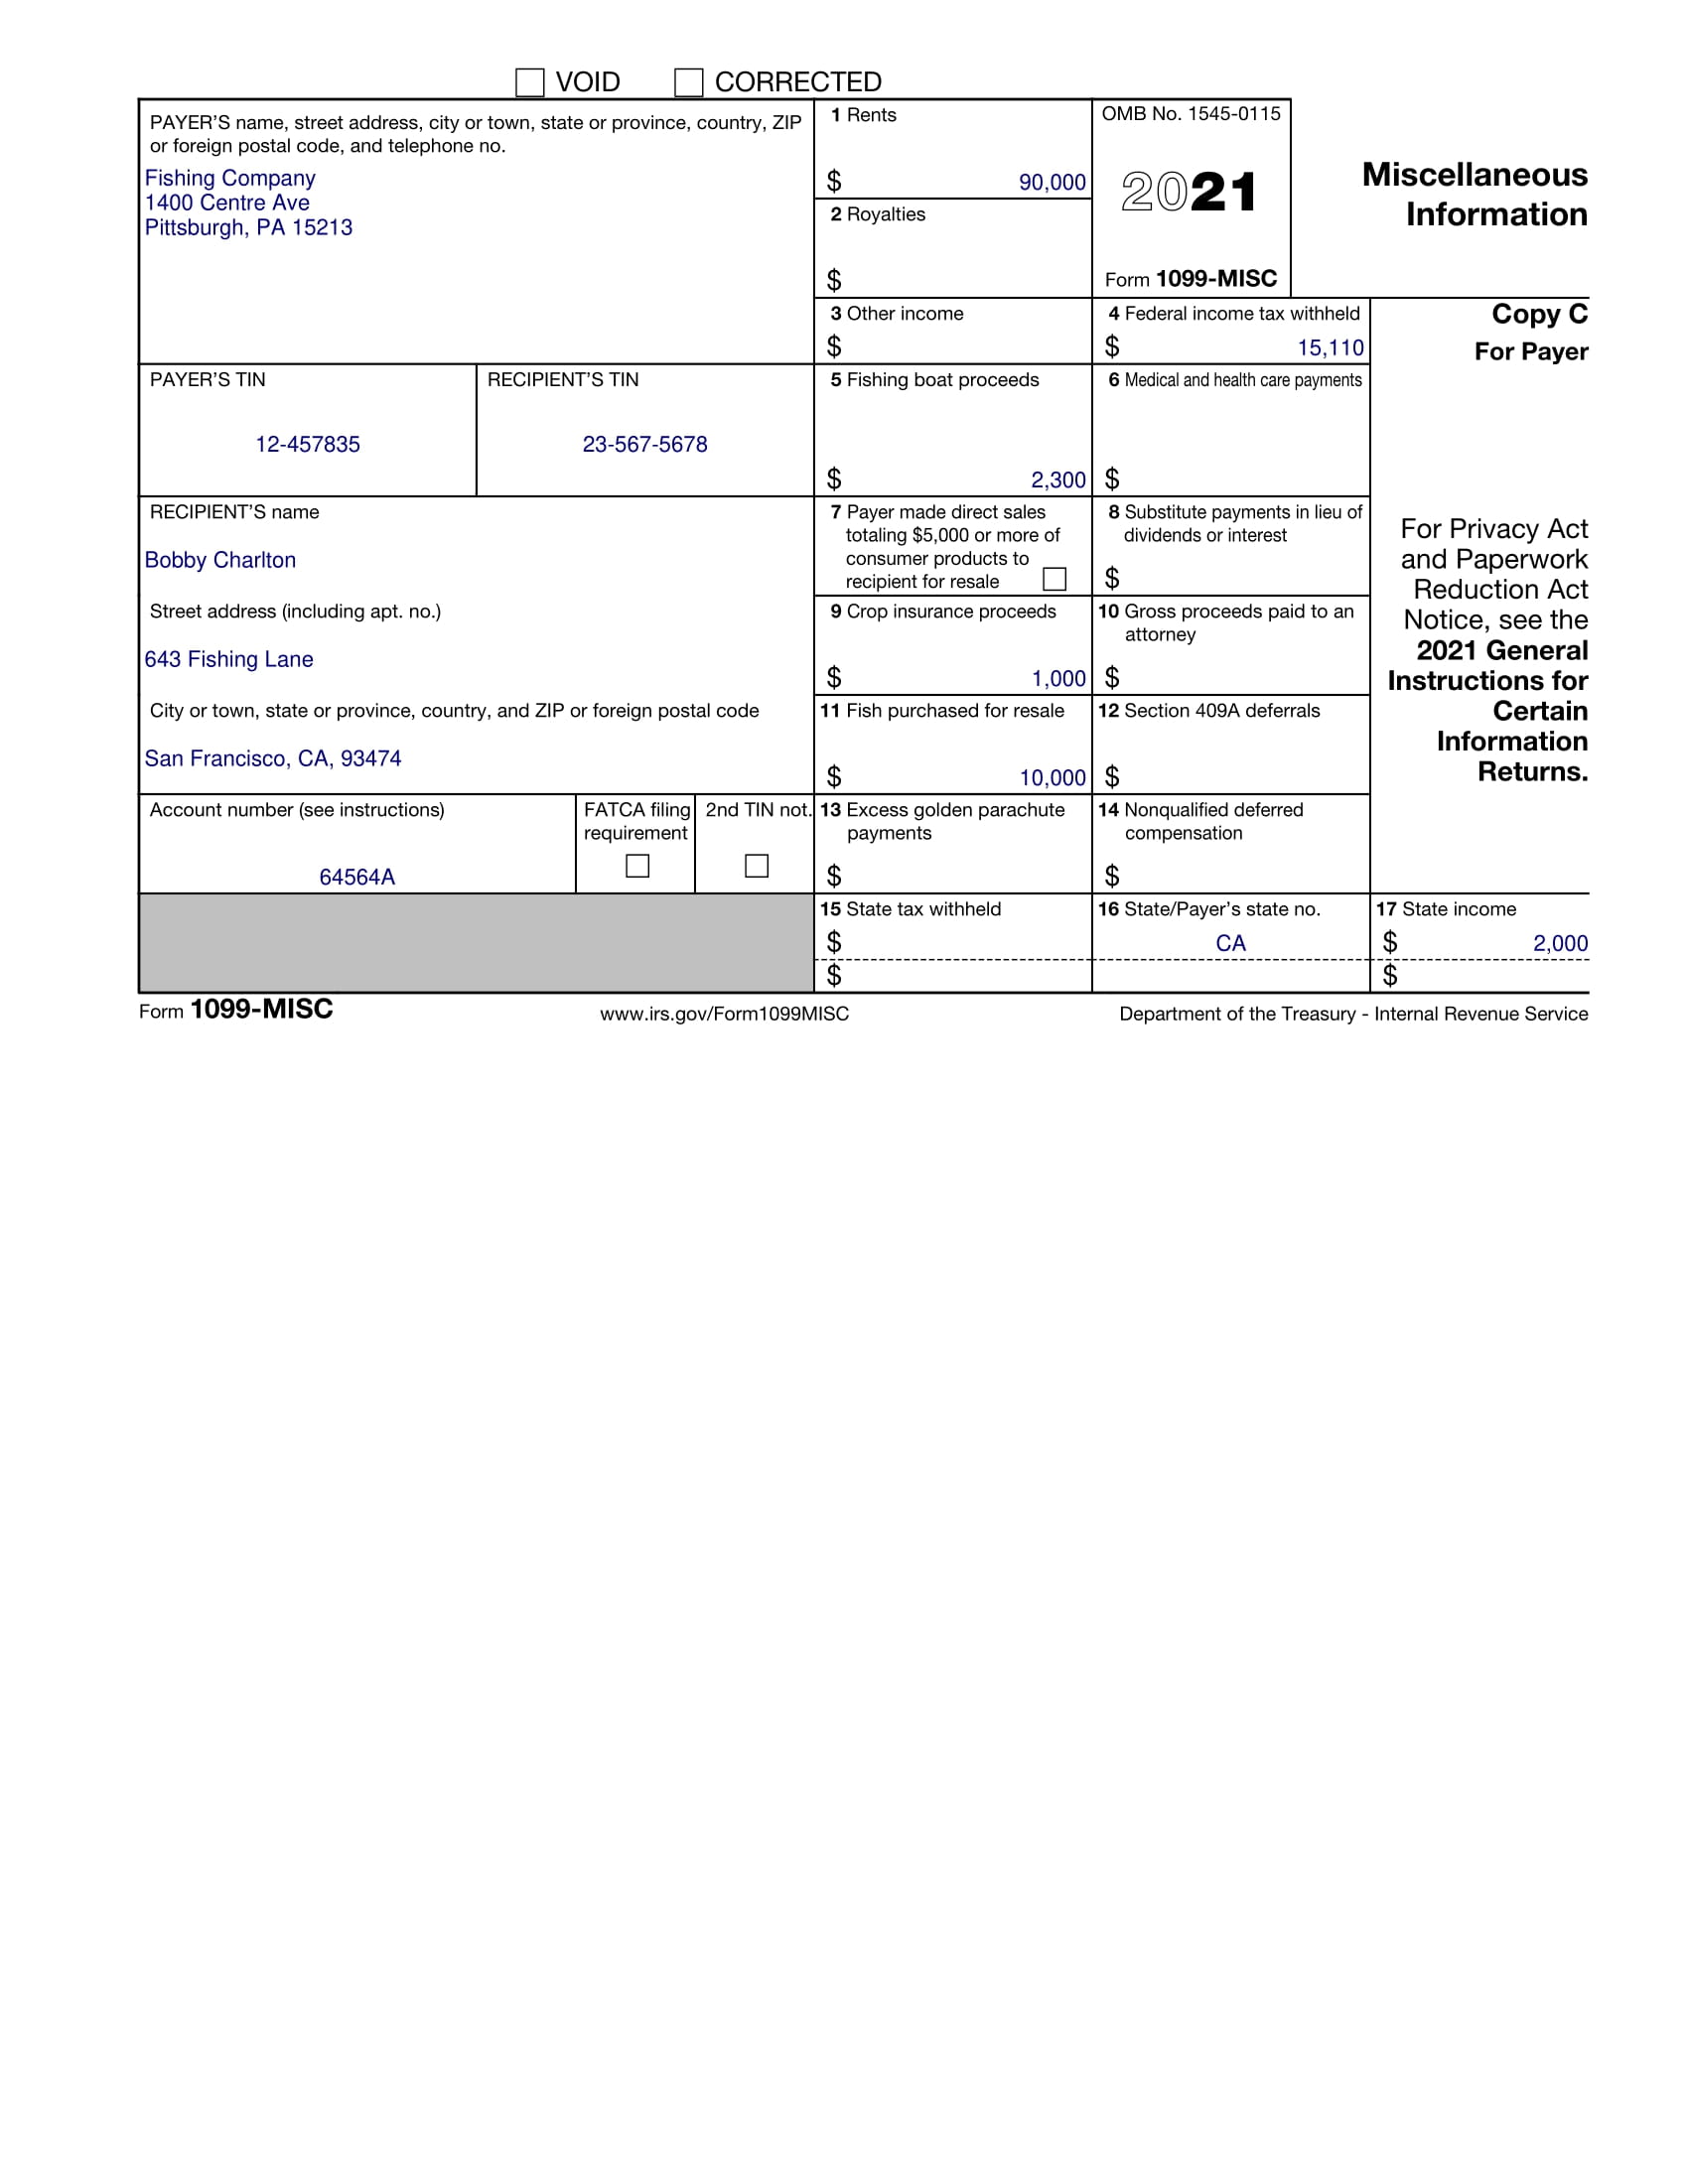 VOID CORRECTED
PAYER'S name, street address, city or town, state or province, country, ZIP
or foreign postal code, and telephone no.
Fishing Company
1400 Centre Ave
Pittsburgh, PA 15213
1 Rents
$ 90,000
2 Royalties
$
OMB No. 1545-0115
2021
Form 1099-MISC
Miscellaneous
Information
3 Other income
$
4 Federal income tax withheld
$ 15,110
Copy C
For Payer
PAYER'S TIN
12-457835
RECIPIENT'S TIN
23-567-5678
5 Fishing boat proceeds
$ 2,300
6 Medical and health care payments
$
RECIPIENT'S name
Bobby Charlton
7 Payer made direct sales
totaling $5,000 or more of
consumer products to
recipient for resale
8 Substitute payments in lieu of
dividends or interest
$
For Privacy Act
and Paperwork
Reduction Act
Notice, see the
2021 General
Instructions for
Certain
Information
Returns.
Street address (including apt. no.)
643 Fishing Lane
9 Crop insurance proceeds
$ 1,000
10 Gross proceeds paid to an
attorney
$
City or town, state or province, country, and ZIP or foreign postal code
San Francisco, CA, 93474
11 Fish purchased for resale
$ 10,000
12 Section 409A deferrals
$
Account number (see instructions)
64564A
FATCA filing
requirement
2nd TIN not.
13 Excess golden parachute
payments
$
14 Nonqualified deferred
compensation
$
15 State tax withheld
$
$
16 State/Payer's state no.
CA
17 State income
$ 2,000
$
Form 1099-MISC
www.irs.gov/Form1099MISC
Department of the Treasury - Internal Revenue Service